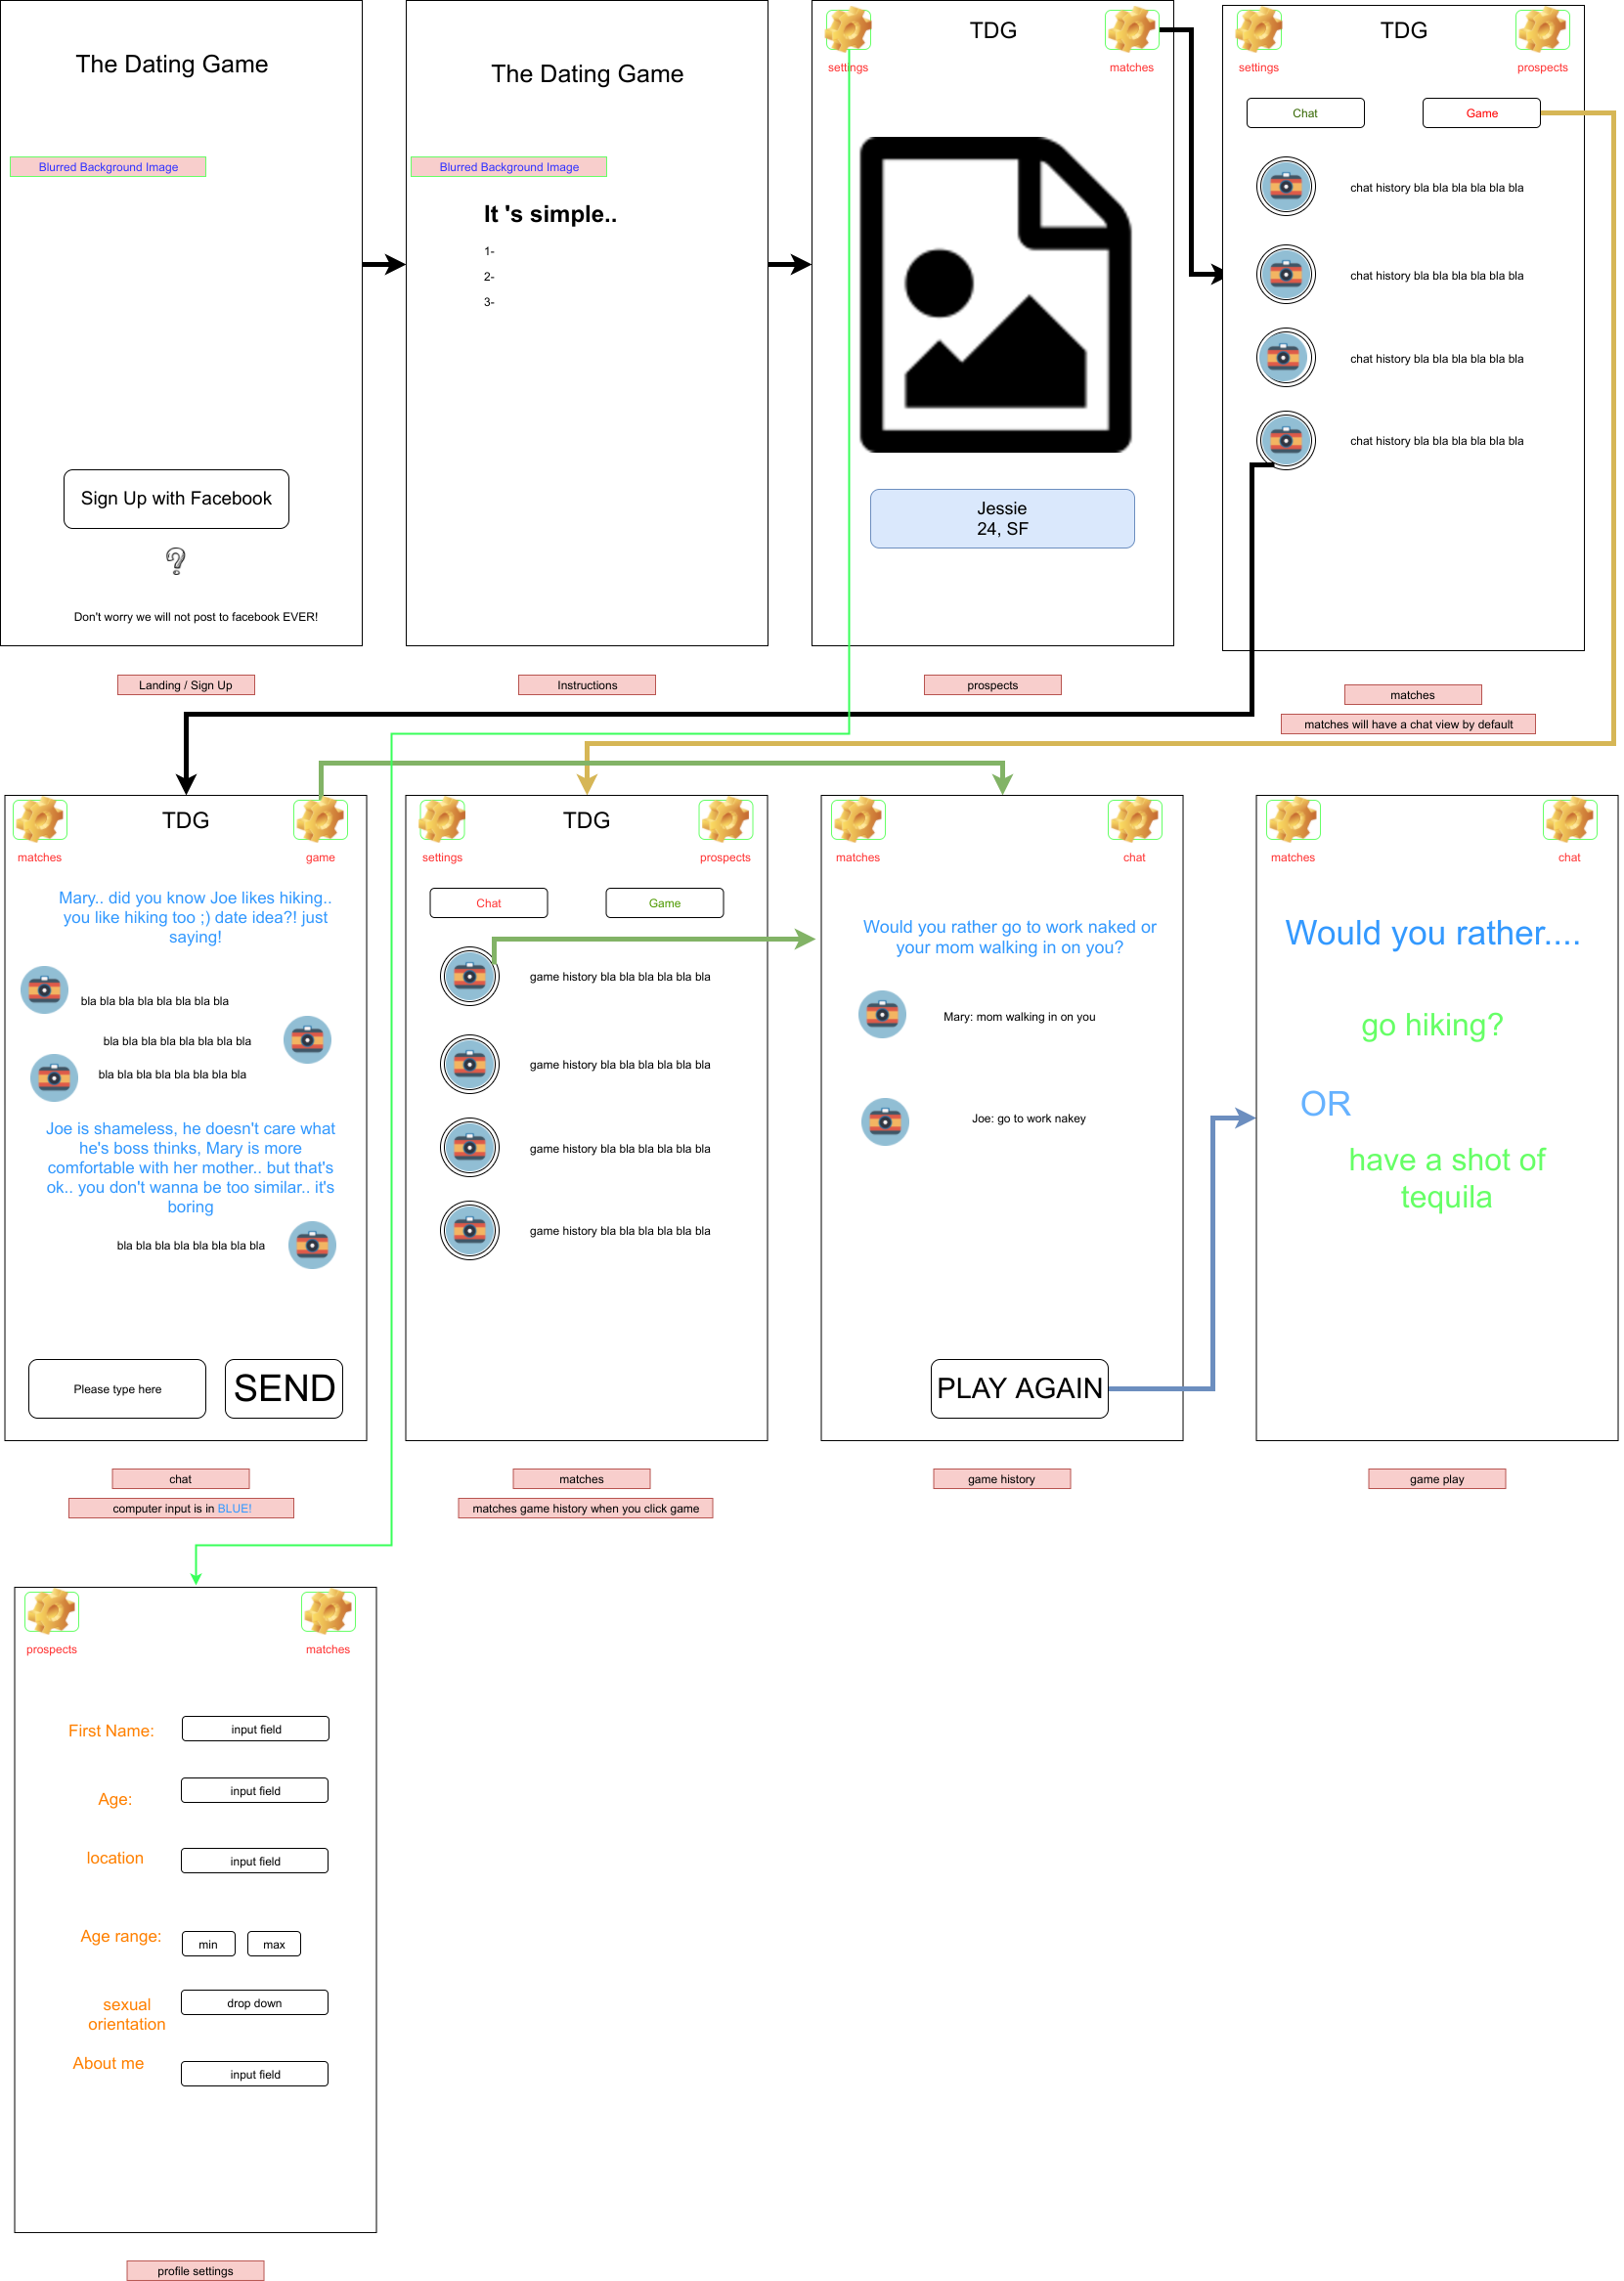 The Dating Game
Blurred Background Image
Sign Up with Facebook
Don't worry we will not post to facebook EVER!
Landing / Sign Up
The Dating Game
Blurred Background Image
It 's simple..
1-
2-
3-
Instructions
TDG
settings
matches
Jessie
24, SF
prospects
TDG
settings
prospects
Chat
Game
chat history bla bla bla bla bla bla
chat history bla bla bla bla bla bla
chat history bla bla bla bla bla bla
chat history bla bla bla bla bla bla
matches
matches will have a chat view by default
TDG
matches
game
Mary.. did you know Joe likes hiking..
you like hiking too ;) date idea?! just
saying!
bla bla bla bla bla bla bla bla
bla bla bla bla bla bla bla bla
bla bla bla bla bla bla bla bla
Joe is shameless, he doesn't care what
he's boss thinks, Mary is more
comfortable with her mother.. but that's
ok.. you don't wanna be too similar.. it's
boring
bla bla bla bla bla bla bla bla
Please type here
SEND
chat
computer input is in BLUE!
TDG
settings
prospects
Chat
Game
game history bla bla bla bla bla bla
game history bla bla bla bla bla bla
game history bla bla bla bla bla bla
game history bla bla bla bla bla bla
matches
matches game history when you click game
matches
chat
Would you rather go to work naked or
your mom walking in on you?
Mary: mom walking in on you
Joe: go to work nakey
PLAY AGAIN
game history
matches
chat
Would you rather....
go hiking?
OR
have a shot of
tequila
game play
prospects
matches
First Name:
input field
Age:
input field
location
input field
Age range:
min
max
sexual
orientation
drop down
About me
input field
profile settings